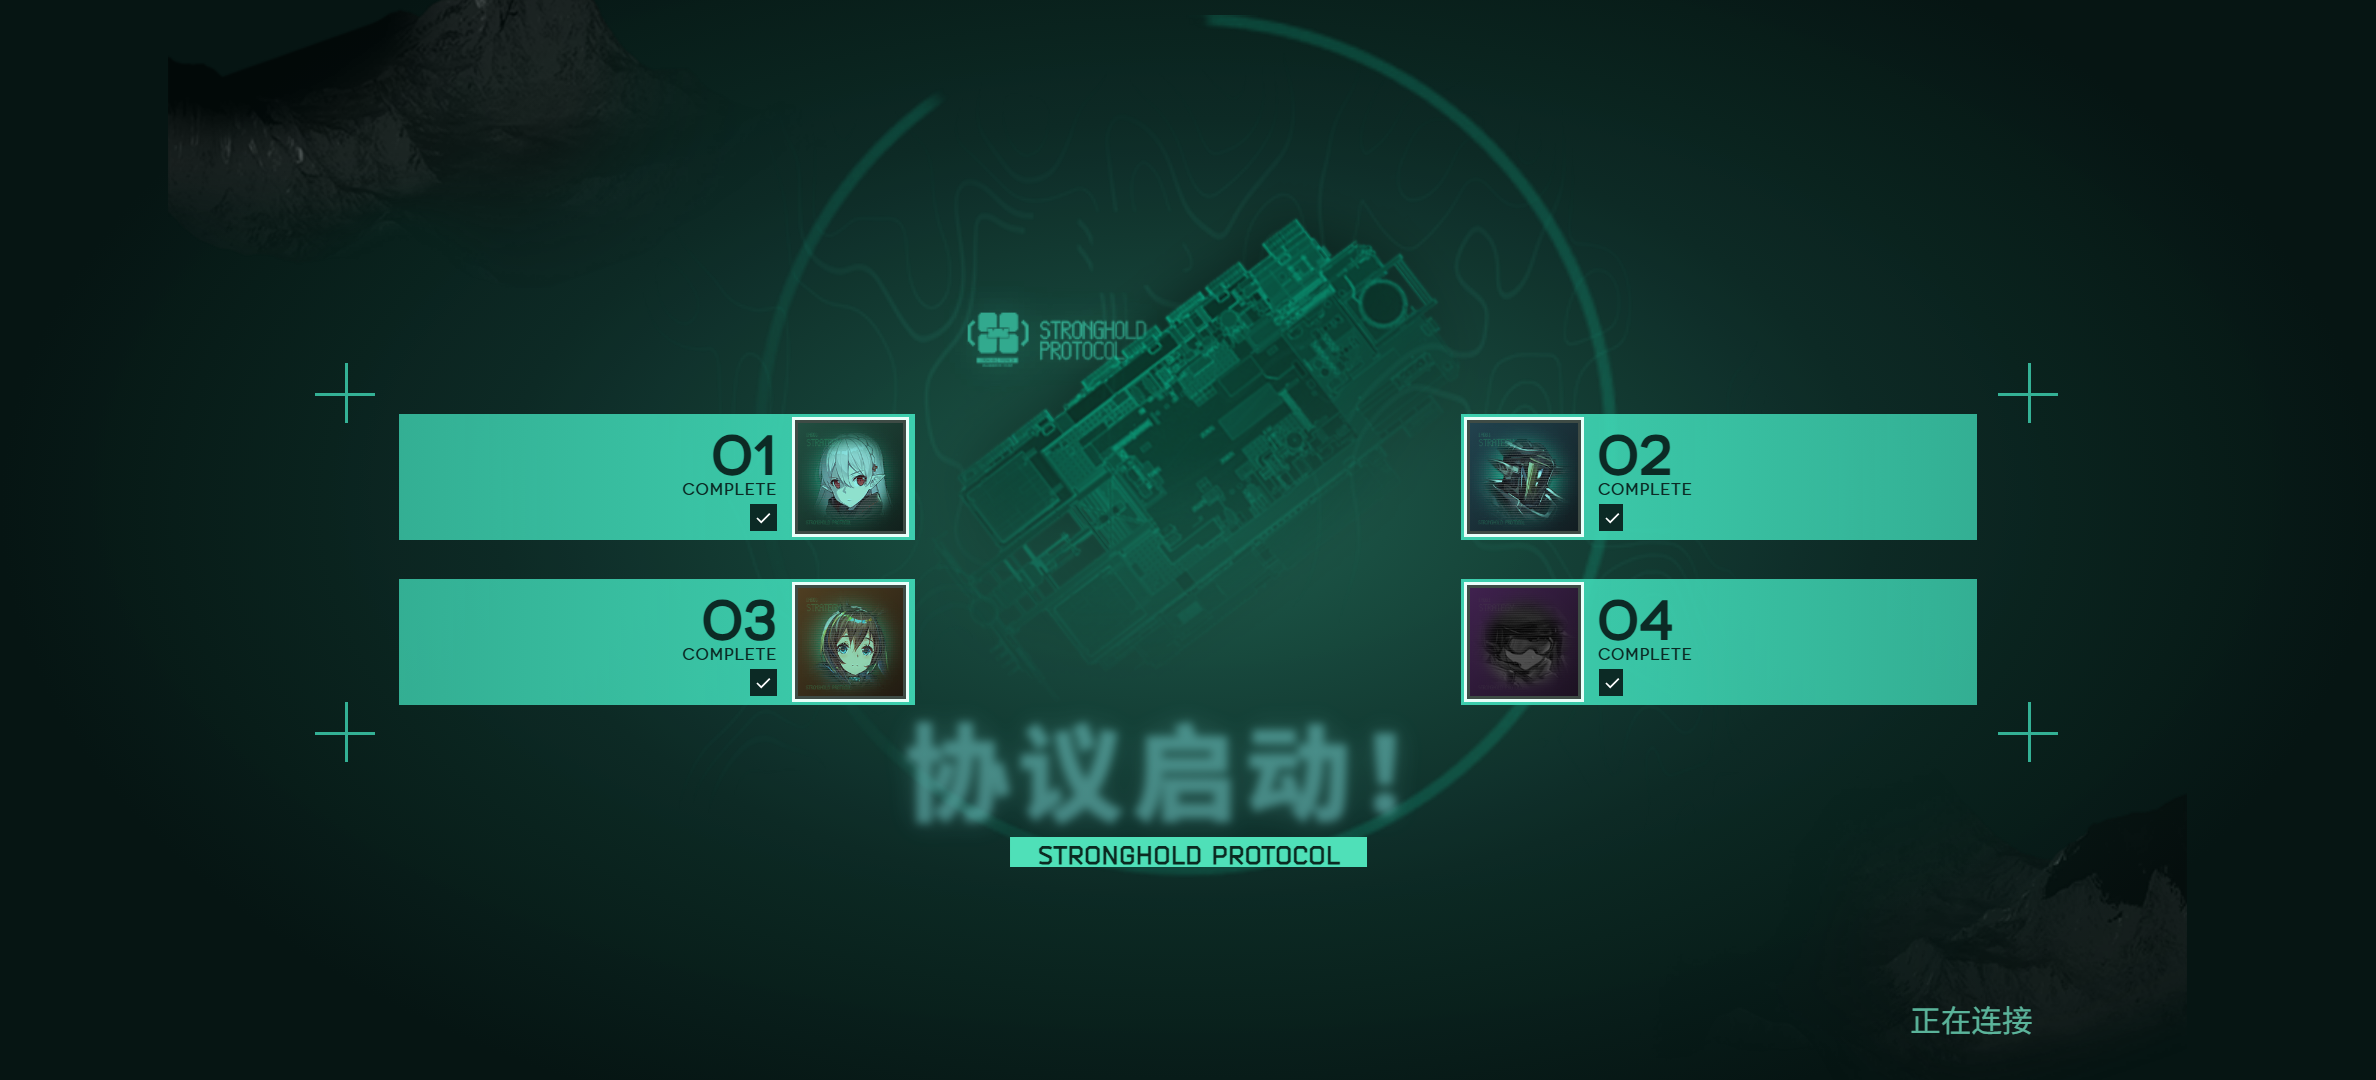 STRONGHOLD
PROTOCOL
01
COMPLETE
02
COMPLETE
03
COMPLETE
04
COMPLETE
协议启动!
STRONGHOLD PROTOCOL
正在连接